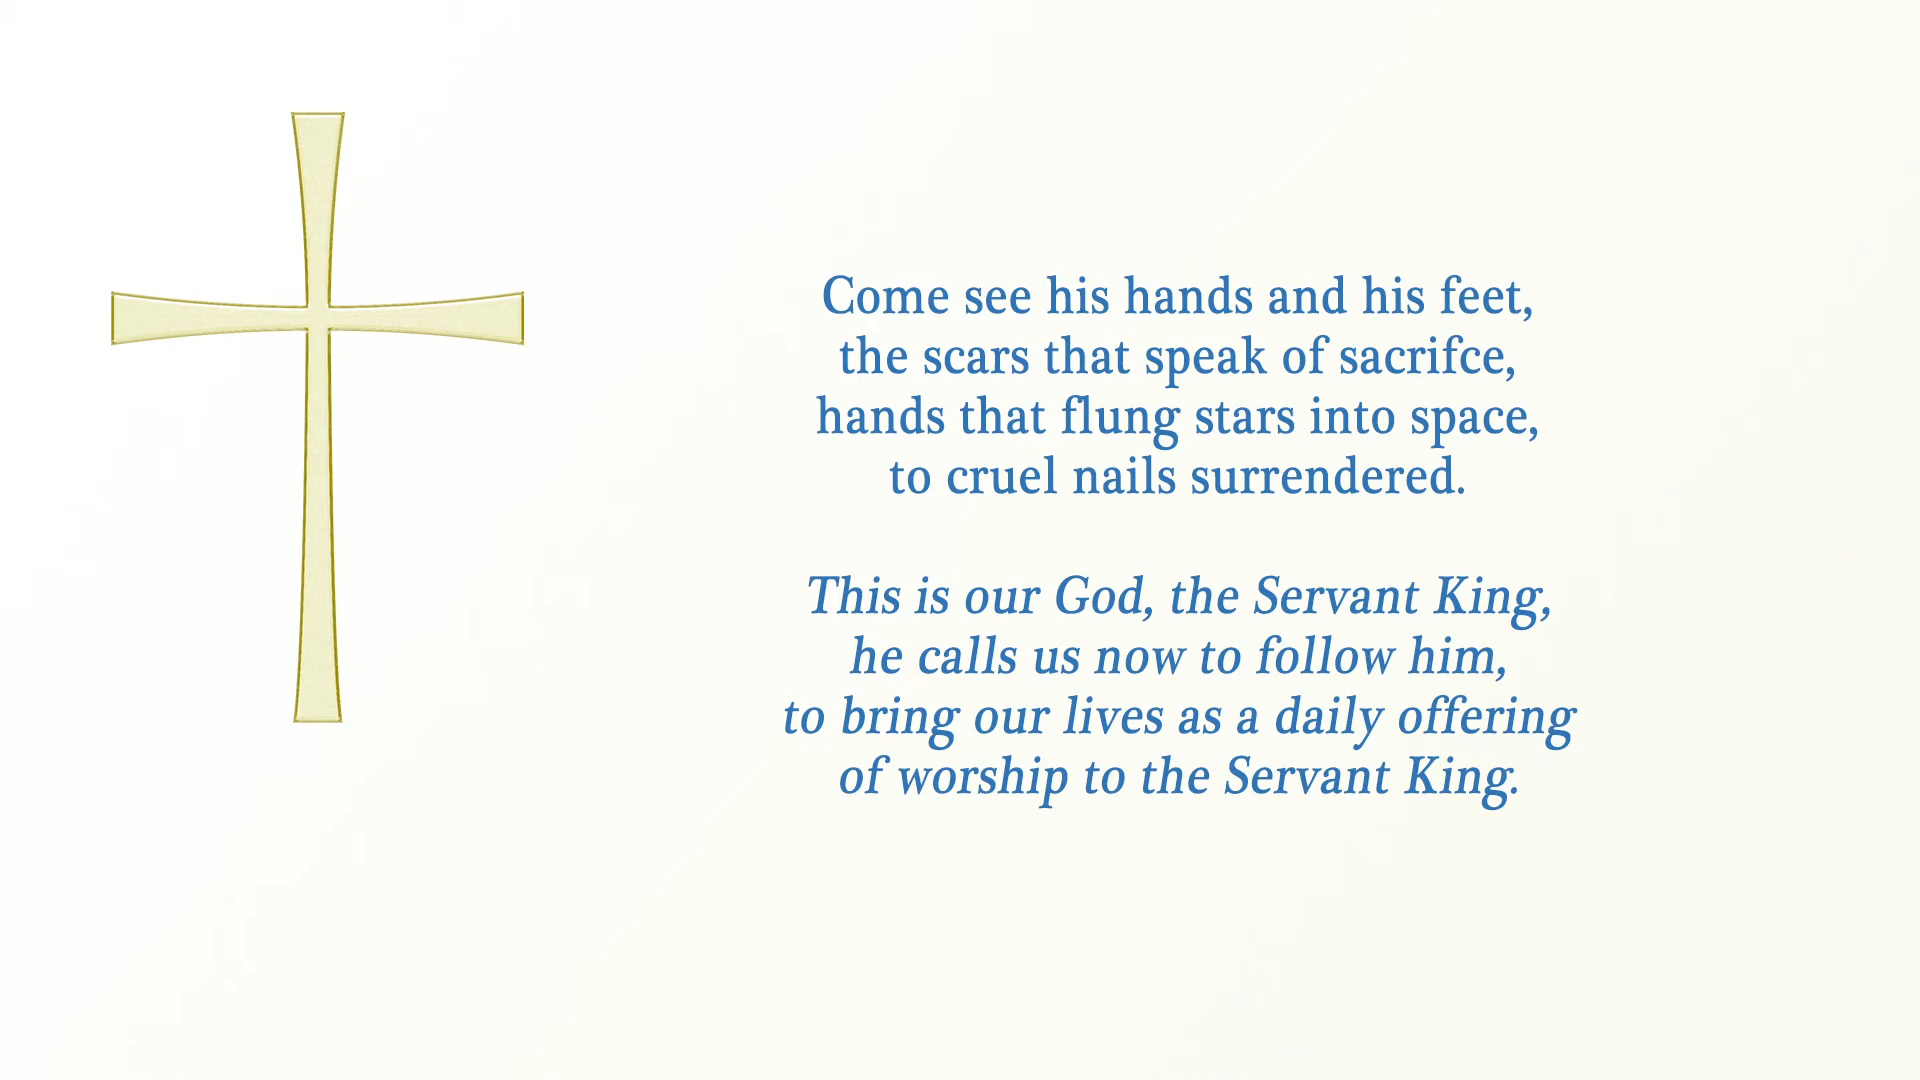 Come see his hands and his feet,
the scars that speak of sacrifce,
hands that flung stars into space,
to cruel nails surrendered.
This is our God, the Servant King,
he calls us now to follow him,
to bring our lives as a daily offering
of worship to the Servant King.